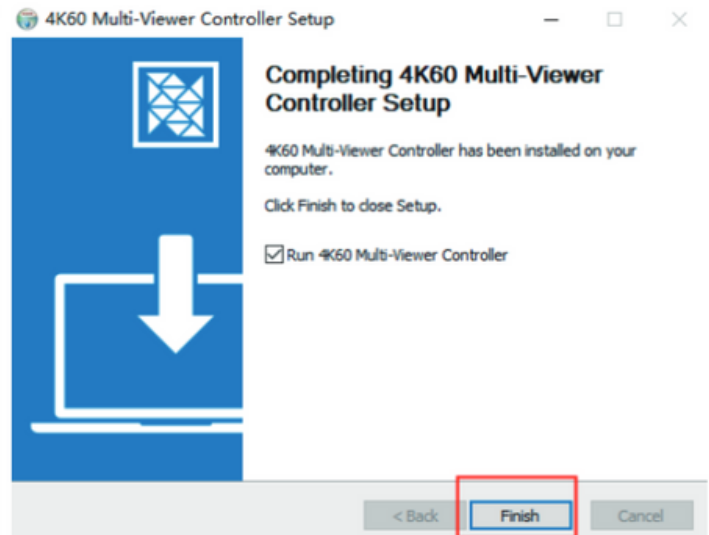 4K60 Multi-Viewer Controller Setup
Completing 4K60 Multi-Viewer
Controller Setup
4K60 Multi-Viewer Controller has been installed on your
computer.
Click Finish to close Setup.
Run 4K60 Multi-Viewer Controller
< Back Finish Cancel